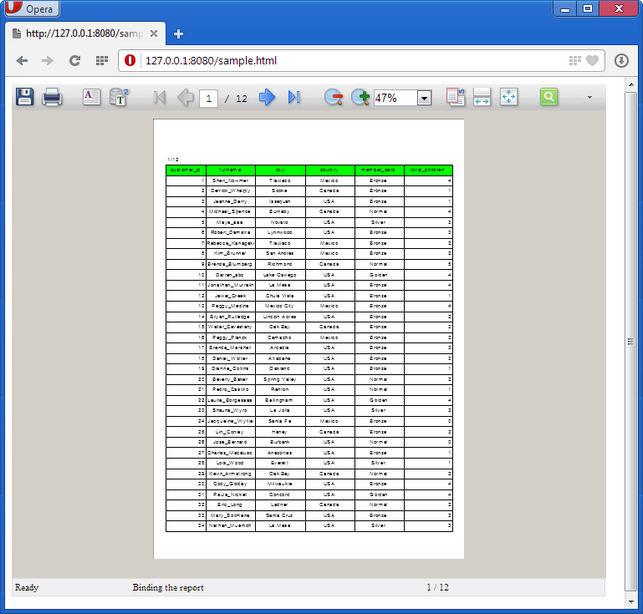 Opera
http://127.0.0.1:8080/samp
127.0.0.1:8080/sample.html
1 / 12 47%
1/12
customer_id fullname city country member_card total_children
1 Sheri_Nowmer Tlaxiaco Mexico Bronze 4
2 Derrick_Whelply Sooke Canada Bronze 1
3 Jeanne_Derry Issaquah USA Bronze 1
4 Michael_Spence Burnaby Canada Normal 4
5 Maya_aaa Novato USA Silver 3
6 Robert_Damstra Lynnwood USA Bronze 3
7 Rebecca_Kanagaki Tlaxiaco Mexico Bronze 2
8 Kim_Brunner San Andres Mexico Bronze 2
9 Brenda_Blumberg Richmond Canada Normal 5
10 Darren_abc Lake Oswego USA Golden 4
11 Jonathan_Murraiin La Mesa USA Bronze 4
12 Jewel_Creek Chula Vista USA Bronze 1
13 Peggy_Medina Mexico City Mexico Bronze 4
14 Bryan_Rutledge Lincoln Acres USA Bronze 2
15 Walter_Cavestany Oak Bay Canada Bronze 3
16 Peggy_Planck Camacho Mexico Bronze 2
17 Brenda_Marshall Arcadia USA Bronze 2
18 Daniel_Wolter Altadena USA Bronze 3
19 Dianne_Collins Oakland USA Bronze 1
20 Beverly_Baker Spring Valley USA Normal 2
21 Pedro_Castillo Renton USA Normal 1
22 Laurie_Borgesses Bellingham USA Golden 4
23 Shauna_Wyro La Jolla USA Silver 2
24 Jacqueline_Wyllie Santa Fe Mexico Bronze 0
25 Lin_Conley Haney Canada Bronze 3
26 Jose_Bernard Burbank USA Normal 0
27 Charles_Macaluso Anacortes USA Bronze 1
28 Lois_Wood Everett USA Silver 1
29 Kevin_Armstrong Oak Bay Canada Normal 2
30 Cody_Goldey Milwaukie USA Bronze 4
31 Paula_Nickel Concord USA Golden 4
32 Eric_Long Ladner Canada Normal 2
33 Mary_Solimena Santa Cruz USA Bronze 2
34 Nathan_Muenich La Mesa USA Silver 3
Ready Binding the report 1 / 12